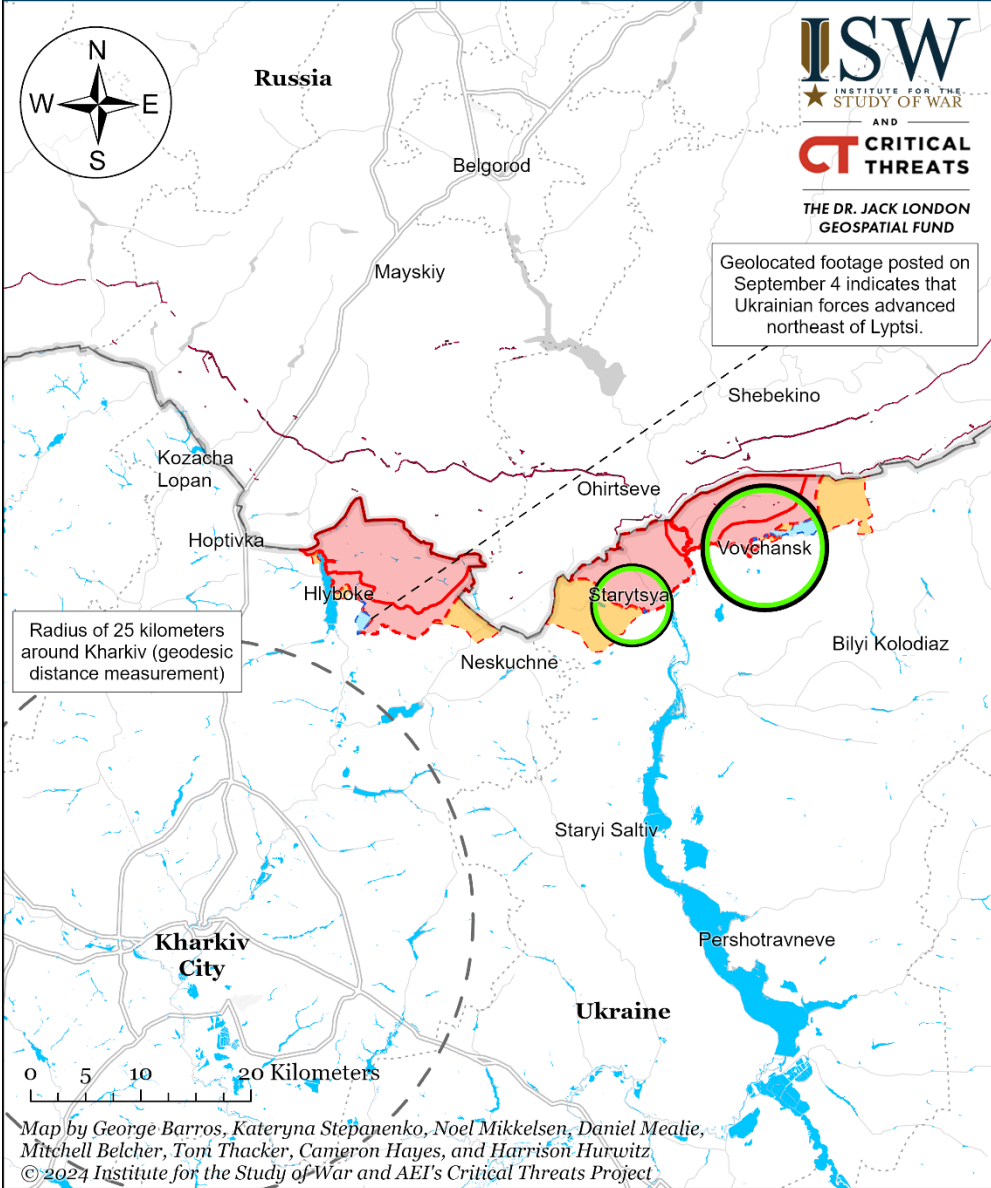 N
W E
S
Russia
ISW
INSTITUTE FOR THE
STUDY OF WAR
AND
CT CRITICAL
THREATS
THE DR. JACK LONDON
GEOSPATIAL FUND
Belgorod
Mayskiy
Geolocated footage posted on
September 4 indicates that
Ukrainian forces advanced
northeast of Lyptsi.
Shebekino
Kozacha
Lopan
Ohirtseve
Hoptivka
Vovchansk
Hlyboke
Starytsya
Radius of 25 kilometers
around Kharkiv (geodesic
distance measurement)
Neskuchne
Bilyi Kolodiaz
Staryi Saltiv
Pershotravneve
Kharkiv
City
Ukraine
0 5 10 20 Kilometers
Map by George Barros, Kateryna Stepanenko, Noel Mikkelsen, Daniel Mealie,
Mitchell Belcher, Tom Thacker, Cameron Hayes, and Harrison Hurwitz
© 2024 Institute for the Study of War and AEI's Critical Threats Project